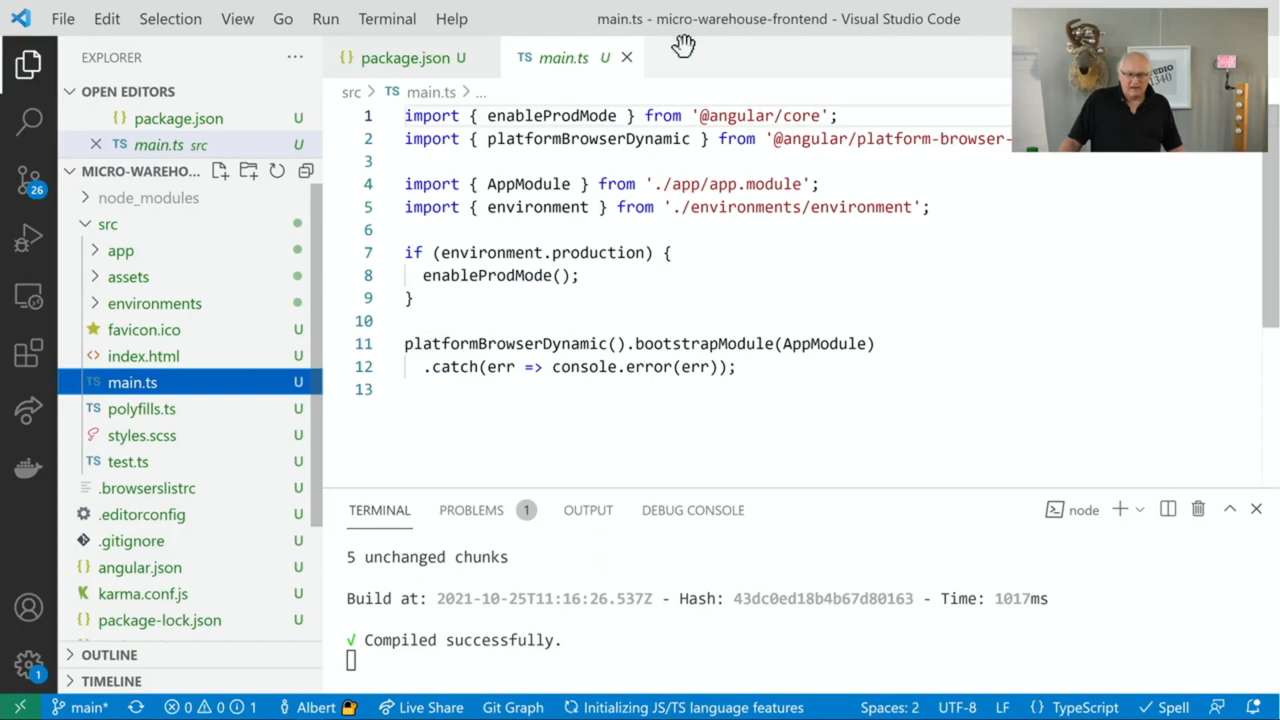 File Edit Selection View Go Run Terminal Help
main.ts - micro-warehouse-frontend - Visual Studio Code
EXPLORER
OPEN EDITORS
package.json U
main.ts src U
MICRO-WAREHO...
node_modules
src
app
assets
environments
favicon.ico U
index.html U
main.ts U
polyfills.ts U
styles.scss U
test.ts U
.browserslistrc U
.editorconfig U
.gitignore U
angular.json U
karma.conf.js U
package-lock.json U
OUTLINE
TIMELINE
26
1
{} package.json U
TS main.ts U
src > TS main.ts > ...
1 import { enableProdMode } from '@angular/core';
2 import { platformBrowserDynamic } from '@angular/platform-browser-
3
4 import { AppModule } from './app/app.module';
5 import { environment } from './environments/environment';
6
7 if (environment.production) {
8 enableProdMode();
9 }
10
11 platformBrowserDynamic().bootstrapModule(AppModule)
12 .catch(err => console.error(err));
13
STUDIO
1340
TERMINAL PROBLEMS 1 OUTPUT DEBUG CONSOLE
node
5 unchanged chunks
Build at: 2021-10-25T11:16:26.537Z - Hash: 43dc0ed18b4b67d80163 - Time: 1017ms
√ Compiled successfully.
main* 0 0 1 Albert Live Share Git Graph Initializing JS/TS language features Spaces: 2 UTF-8 LF {} TypeScript Spell